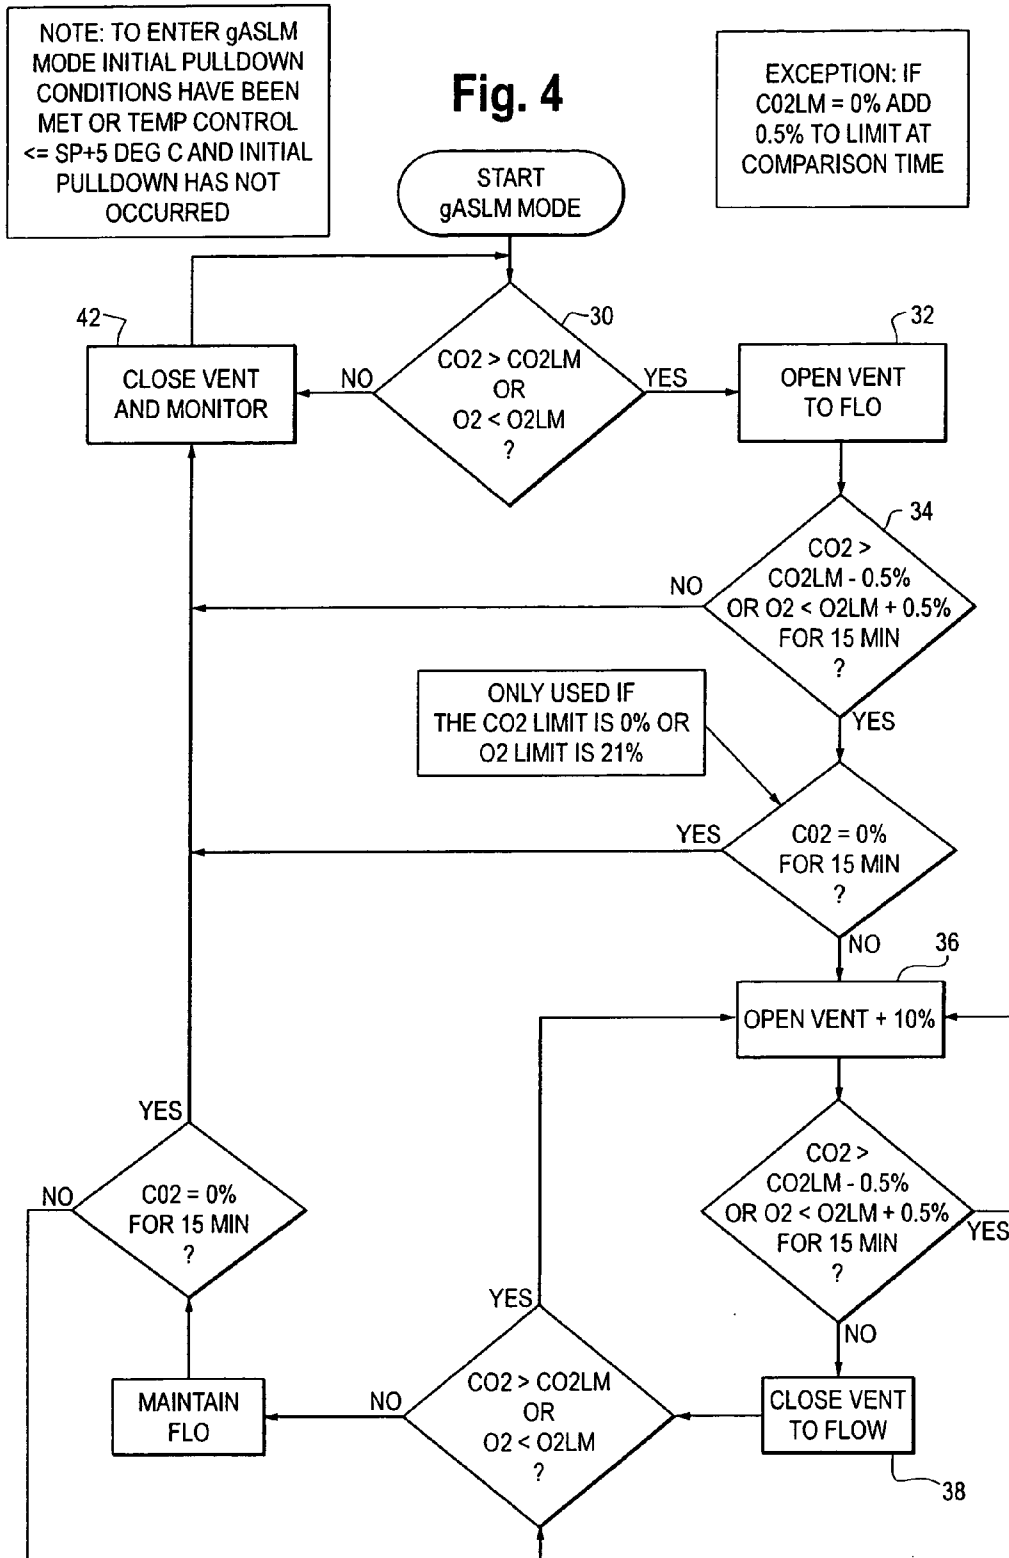 NOTE: TO ENTER gASLM
MODE INITIAL PULLDOWN
CONDITIONS HAVE BEEN
MET OR TEMP CONTROL
<= SP+5 DEG C AND INITIAL
PULLDOWN HAS NOT
OCCURRED
Fig. 4
EXCEPTION: IF
C02LM = 0% ADD
0.5% TO LIMIT AT
COMPARISON TIME
START
gASLM MODE
42
CLOSE VENT
AND MONITOR
NO
30
CO2 > CO2LM
OR
O2 < O2LM
?
YES
32
OPEN VENT
TO FLO
34
CO2 >
CO2LM - 0.5%
OR O2 < O2LM + 0.5%
FOR 15 MIN
?
NO
YES
ONLY USED IF
THE CO2 LIMIT IS 0% OR
O2 LIMIT IS 21%
YES
C02 = 0%
FOR 15 MIN
?
NO
36
OPEN VENT + 10%
CO2 >
CO2LM - 0.5%
OR O2 < O2LM + 0.5%
FOR 15 MIN
?
YES
NO
YES
NO
C02 = 0%
FOR 15 MIN
?
MAINTAIN
FLO
YES
NO
CO2 > CO2LM
OR
O2 < O2LM
?
CLOSE VENT
TO FLOW
38